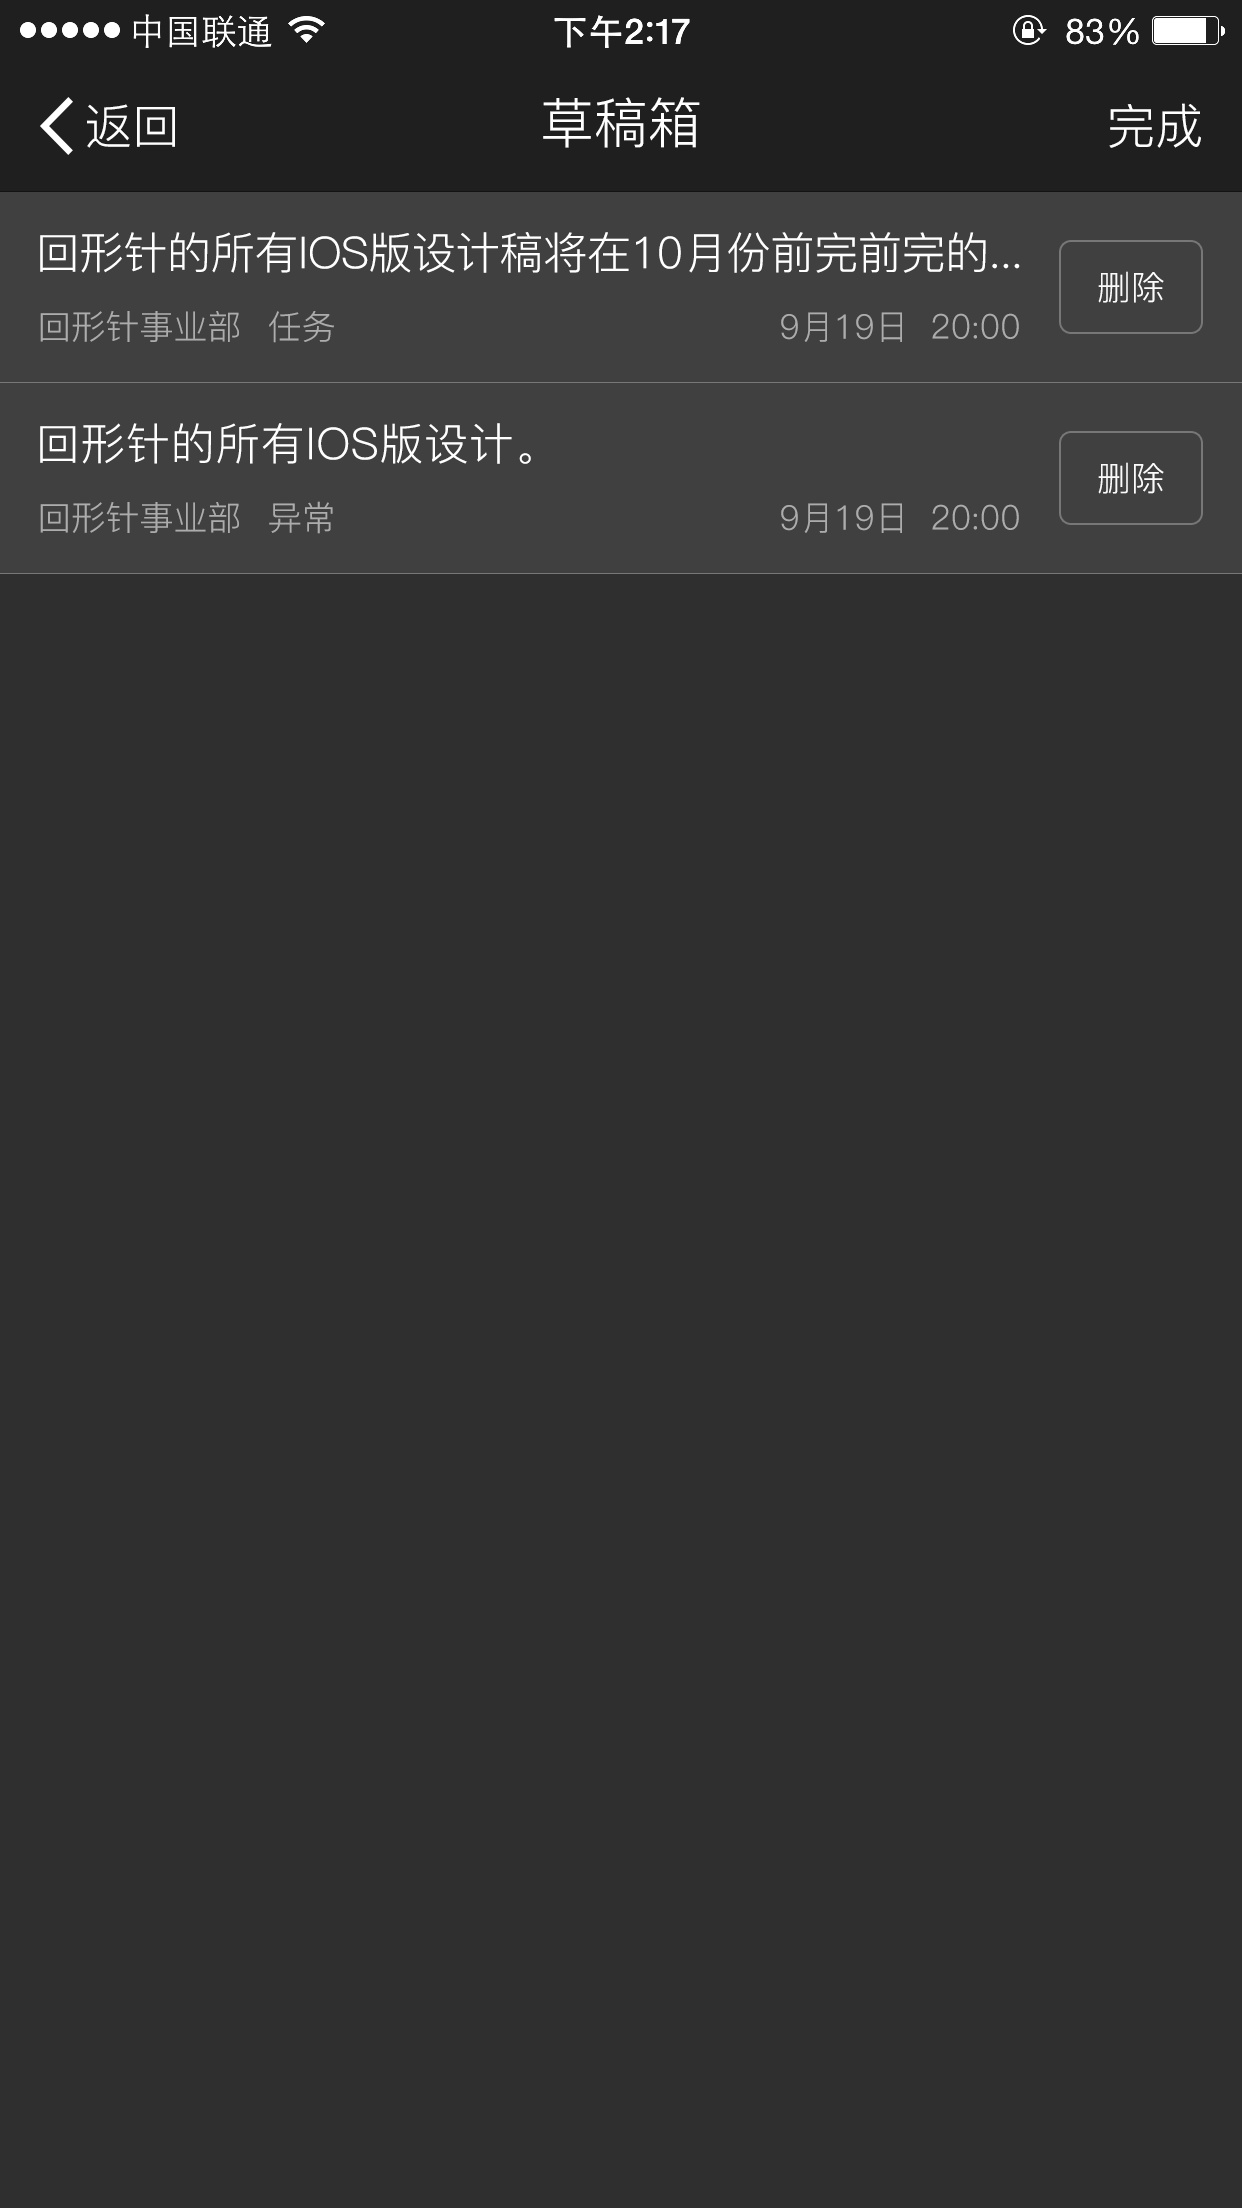 中国联通 下午2:17 83%
返回 草稿箱 完成
回形针的所有IOS版设计稿将在10月份前完前完的...
删除
回形针事业部 任务 9月19日 20:00
回形针的所有IOS版设计。
删除
回形针事业部 异常 9月19日 20:00